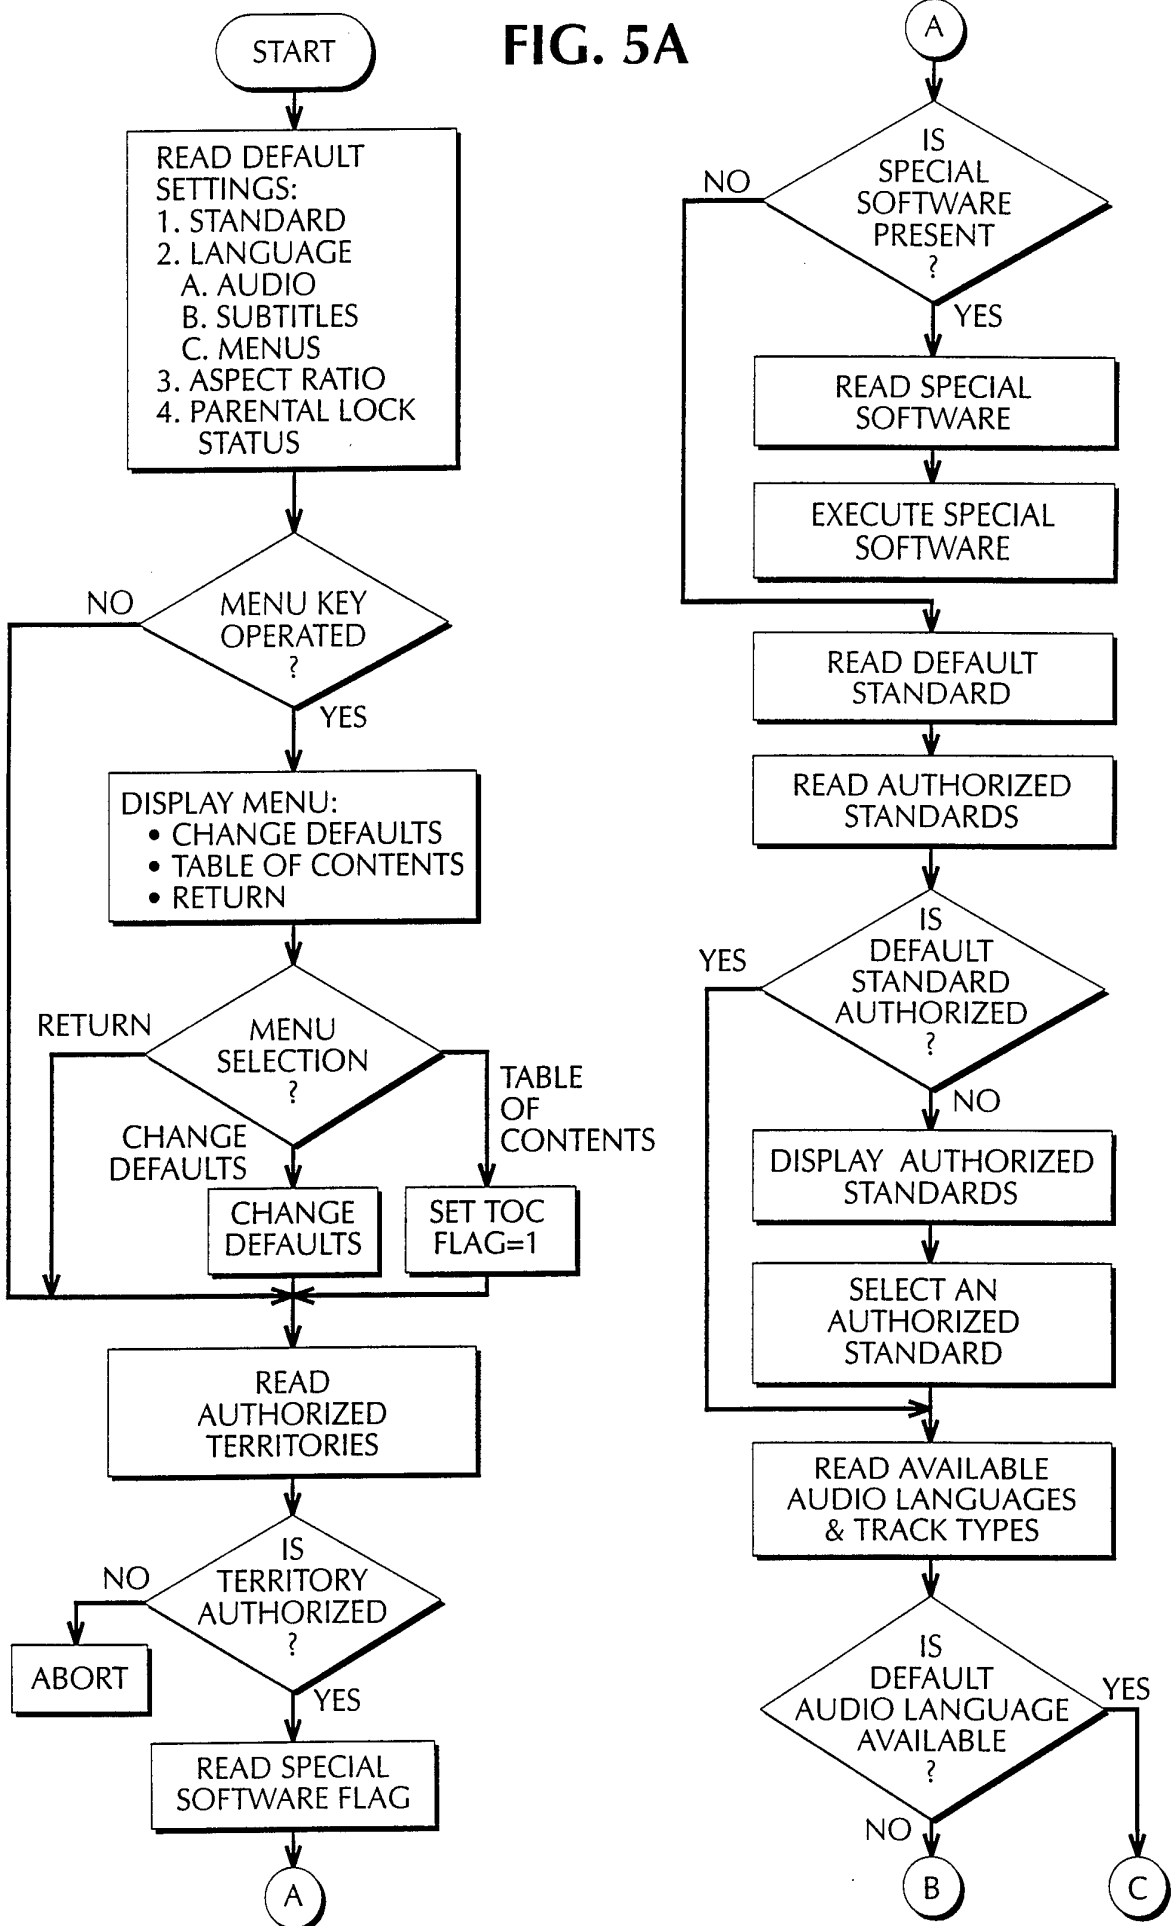 FIG. 5A
START
READ DEFAULT
SETTINGS:
1. STANDARD
2. LANGUAGE
A. AUDIO
B. SUBTITLES
C. MENUS
3. ASPECT RATIO
4. PARENTAL LOCK
STATUS
MENU KEY
OPERATED
?
NO
YES
DISPLAY MENU:
• CHANGE DEFAULTS
• TABLE OF CONTENTS
• RETURN
MENU
SELECTION
?
RETURN
CHANGE
DEFAULTS
TABLE
OF
CONTENTS
CHANGE
DEFAULTS
SET TOC
FLAG=1
READ
AUTHORIZED
TERRITORIES
IS
TERRITORY
AUTHORIZED
?
NO
ABORT
YES
READ SPECIAL
SOFTWARE FLAG
A
A
IS
SPECIAL
SOFTWARE
PRESENT
?
NO
YES
READ SPECIAL
SOFTWARE
EXECUTE SPECIAL
SOFTWARE
READ DEFAULT
STANDARD
READ AUTHORIZED
STANDARDS
IS
DEFAULT
STANDARD
AUTHORIZED
?
YES
NO
DISPLAY AUTHORIZED
STANDARDS
SELECT AN
AUTHORIZED
STANDARD
READ AVAILABLE
AUDIO LANGUAGES
& TRACK TYPES
IS
DEFAULT
AUDIO LANGUAGE
AVAILABLE
?
YES
NO
B
C